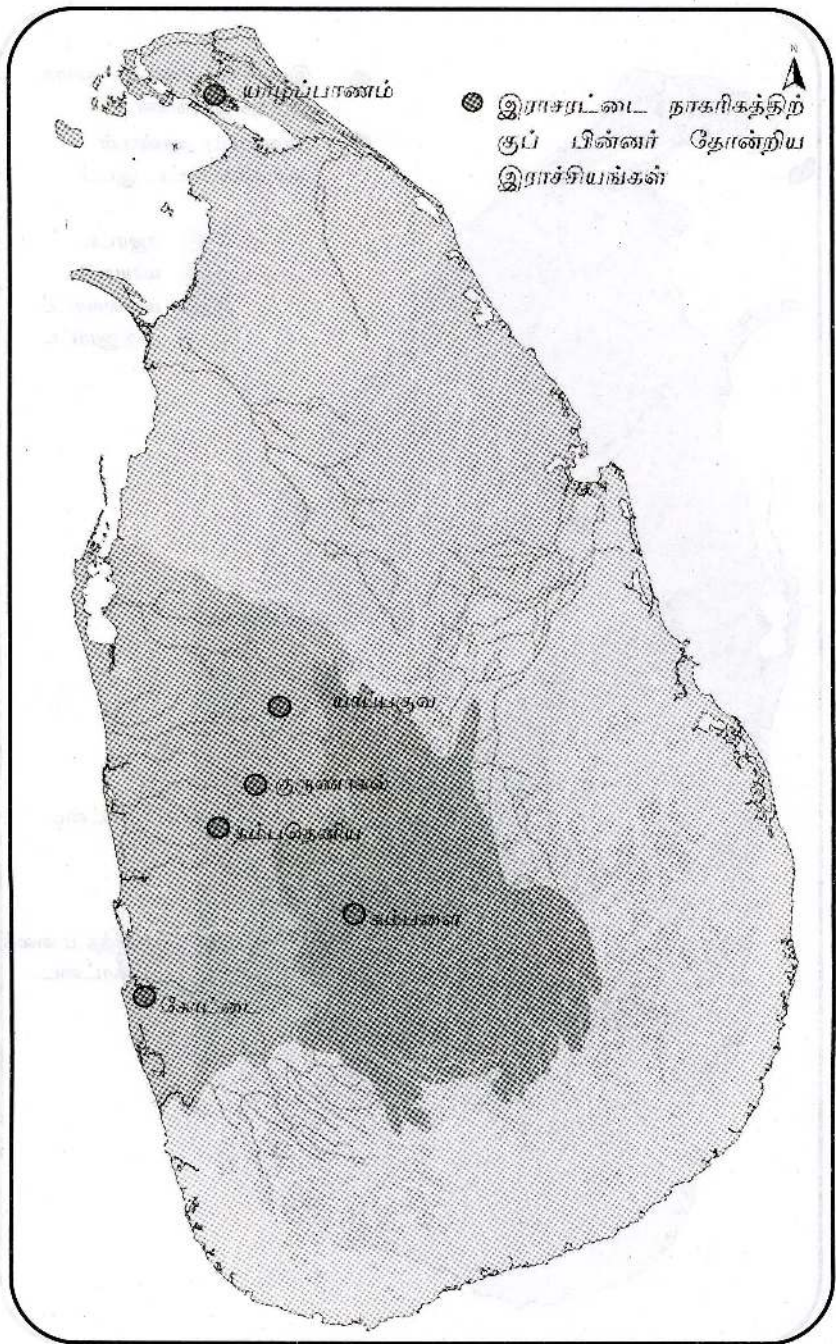 N
யாழ்ப்பாணம்
இராசரட்டை நாகரிகத்திற்
குப் பின்னர் தோன்றிய
இராச்சியங்கள்
யாப்பகுவ
குருணாகல்
தம்பதெனிய
கம்பளை
கோட்டை